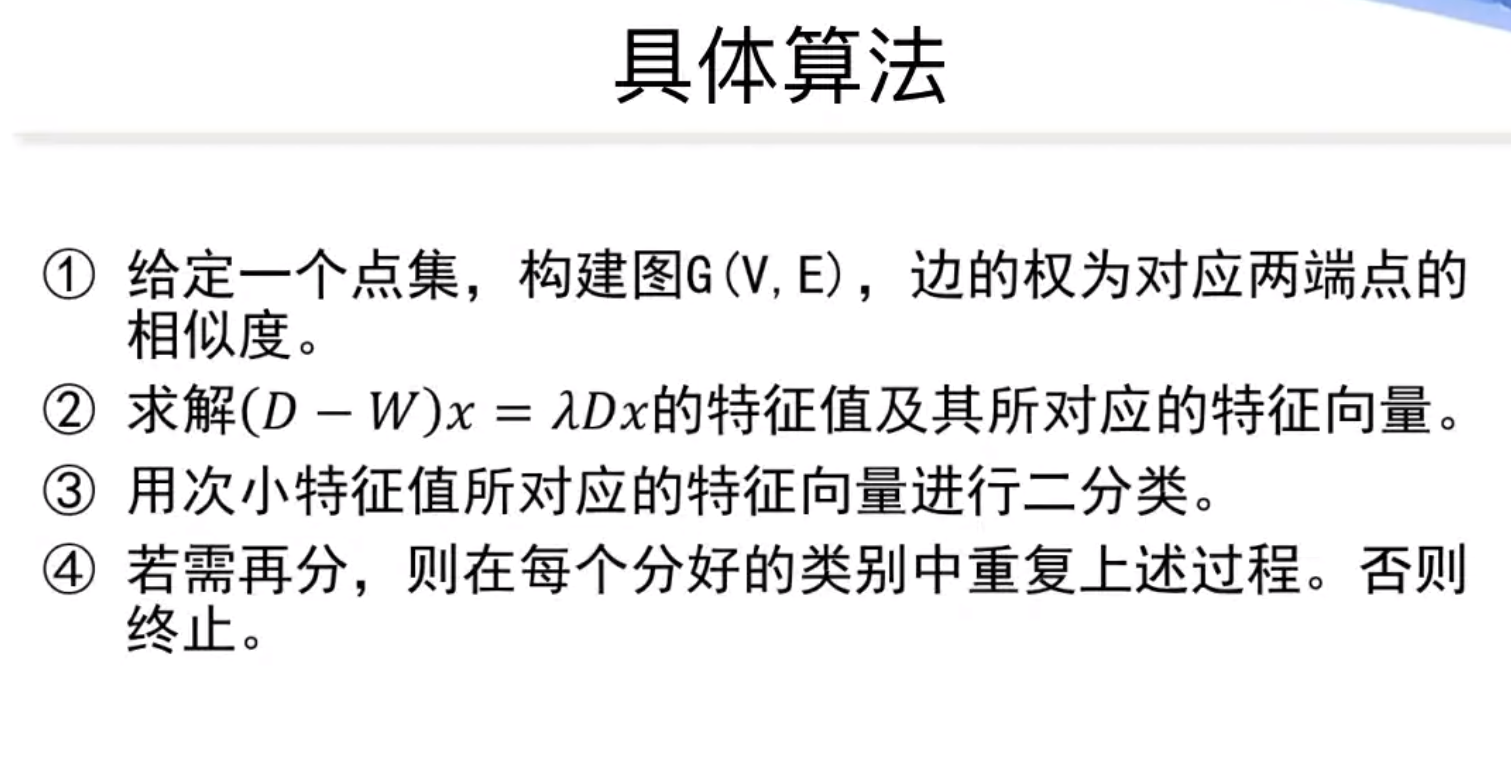 具体算法
① 给定一个点集，构建图G(V,E)，边的权为对应两端点的
相似度。
② 求解(D − W)x = λDx的特征值及其所对应的特征向量。
③ 用次小特征值所对应的特征向量进行二分类。
④ 若需再分，则在每个分好的类别中重复上述过程。否则
终止。